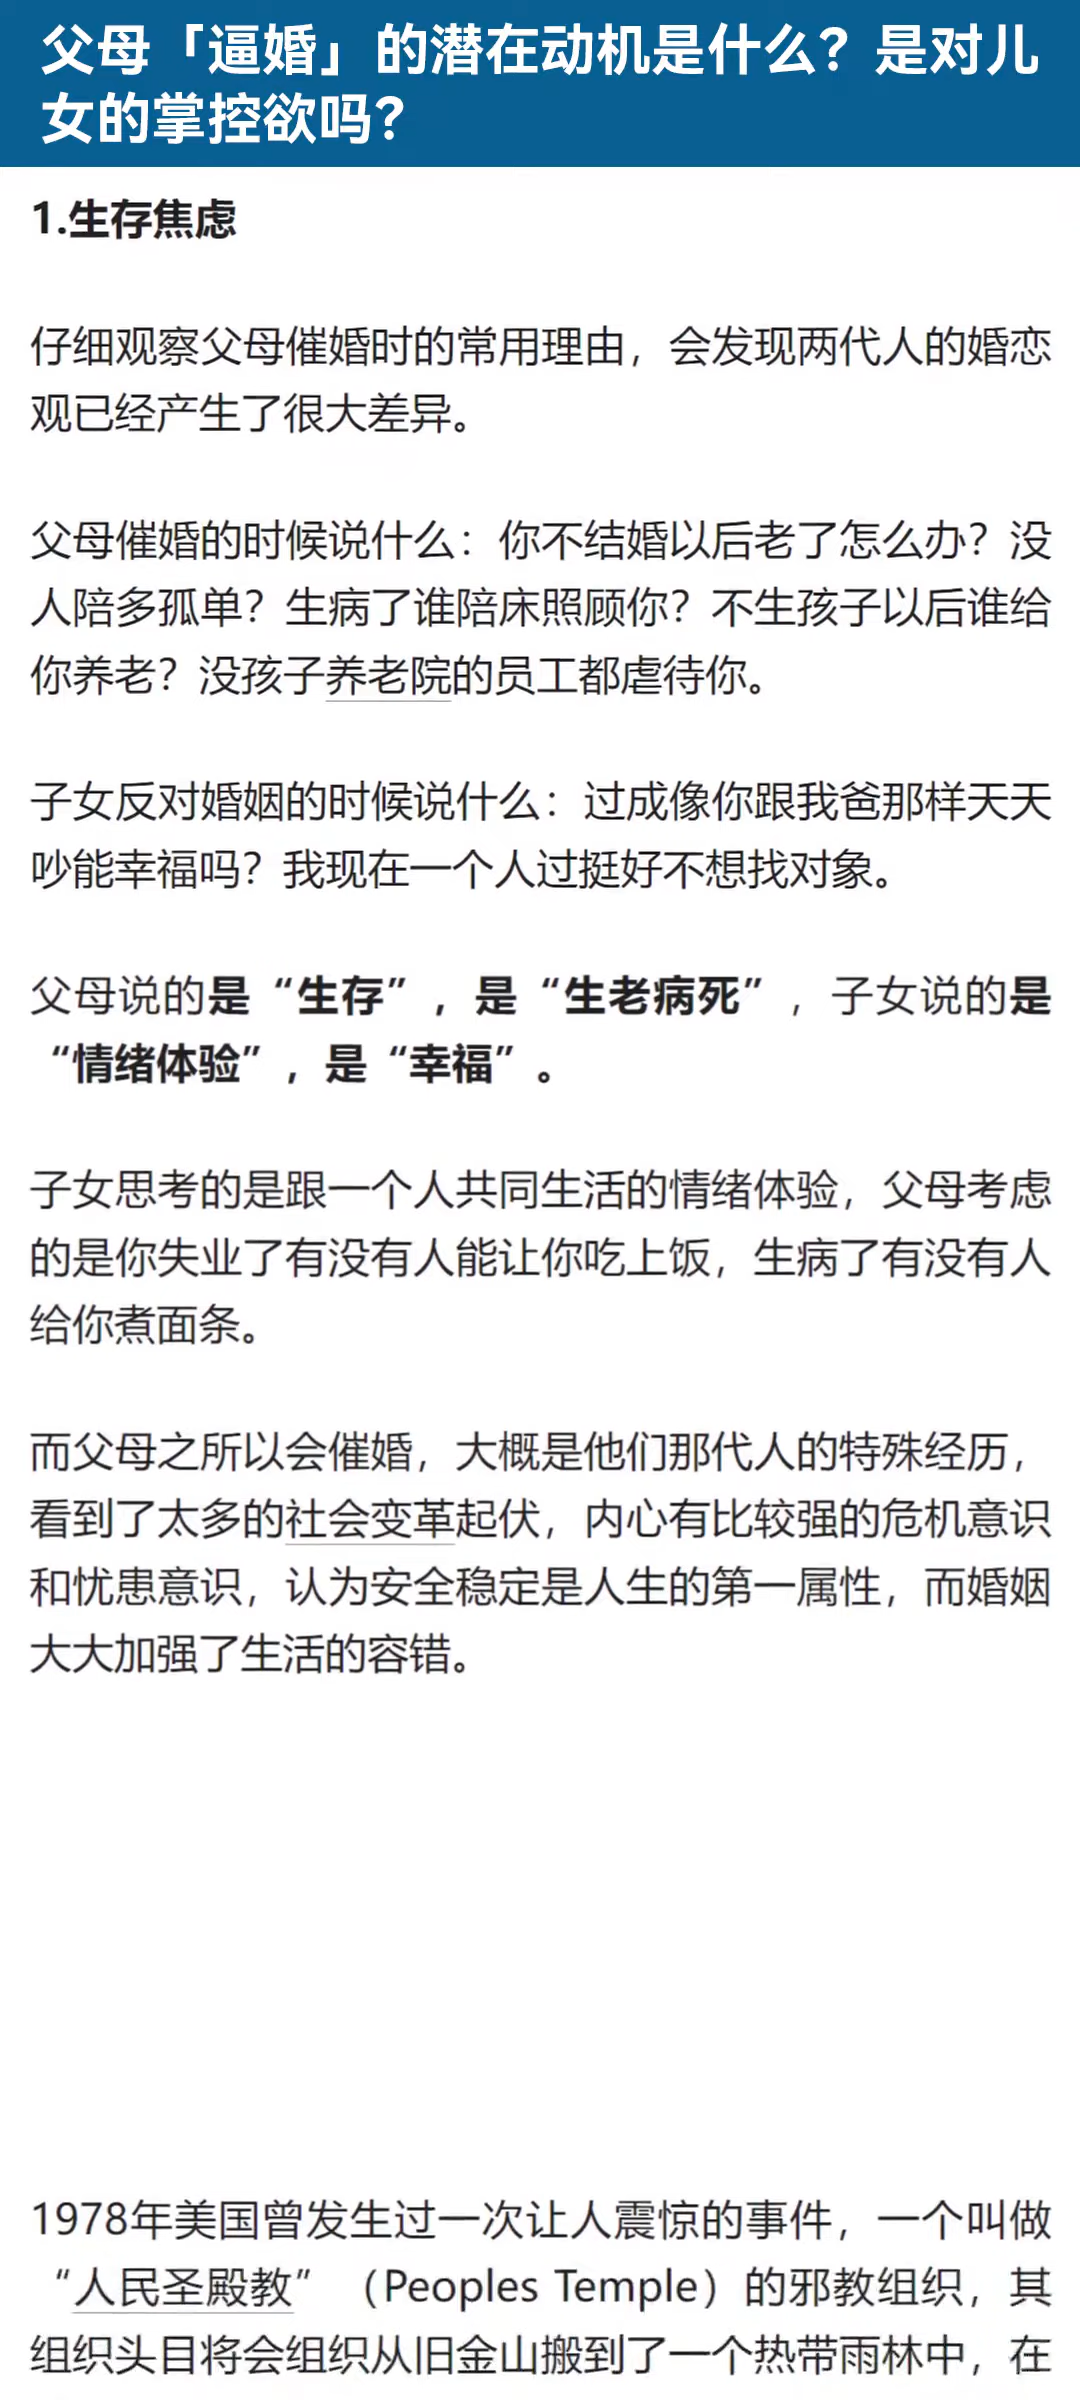 父母「逼婚」的潜在动机是什么？是对儿
女的掌控欲吗？
1.生存焦虑
仔细观察父母催婚时的常用理由，会发现两代人的婚恋
观已经产生了很大差异。
父母催婚的时候说什么：你不结婚以后老了怎么办？没
人陪多孤单？生病了谁陪床照顾你？不生孩子以后谁给
你养老？没孩子养老院的员工都虐待你。
子女反对婚姻的时候说什么：过成像你跟我爸那样天天
吵能幸福吗？我现在一个人过挺好不想找对象。
父母说的是“生存”，是“生老病死”，子女说的是
“情绪体验”，是“幸福”。
子女思考的是跟一个人共同生活的情绪体验，父母考虑
的是你失业了有没有人能让你吃上饭，生病了有没有人
给你煮面条。
而父母之所以会催婚，大概是他们那代人的特殊经历，
看到了太多的社会变革起伏，内心有比较强的危机意识
和忧患意识，认为安全稳定是人生的第一属性，而婚姻
大大加强了生活的容错。
1978年美国曾发生过一次让人震惊的事件，一个叫做
“人民圣殿教”（Peoples Temple）的邪教组织，其
组织头目将会组织从旧金山搬到了一个热带雨林中，在